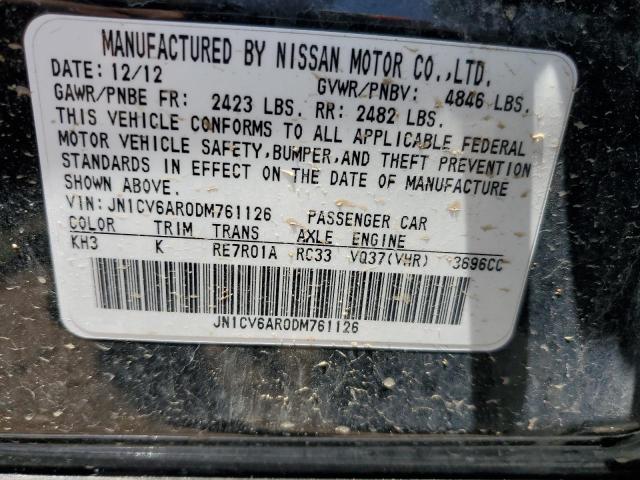 MANUFACTURED BY NISSAN MOTOR CO.,LTD.
DATE: 12/12 GVWR/PNBV: 4846 LBS.
GAWR/PNBE FR: 2423 LBS. RR: 2482 LBS.
THIS VEHICLE CONFORMS TO ALL APPLICABLE FEDERAL
MOTOR VEHICLE SAFETY,BUMPER,AND THEFT PREVENTION
STANDARDS IN EFFECT ON THE DATE OF MANUFACTURE
SHOWN ABOVE.
VIN: JN1CV6AR0DM761126 PASSENGER CAR
COLOR TRIM TRANS AXLE ENGINE
KH3 K RE7R01A RC33 VQ37(VHR) 3696CC
JN1CV6AR0DM761126